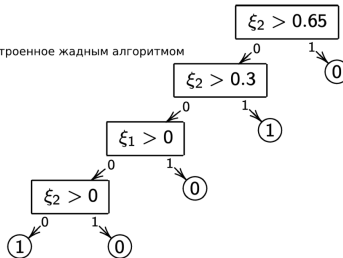 ξ₂ > 0.65
0 1
троенное жадным алгоритмом
0
ξ₂ > 0.3
0 1
1
ξ₁ > 0
0 1
0
ξ₂ > 0
0 1
1 0